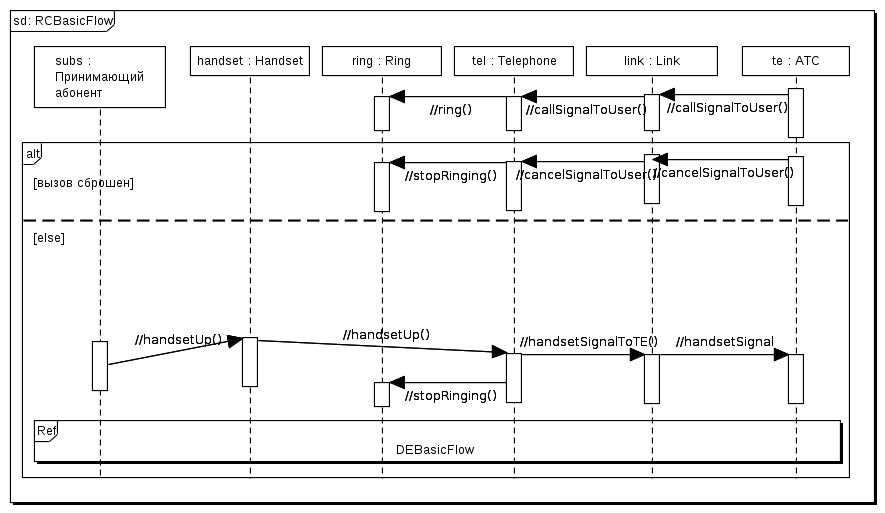 sd: RCBasicFlow
subs :
Принимающий
абонент
handset : Handset
ring : Ring
tel : Telephone
link : Link
te : ATC
//ring()
//callSignalToUser()
//callSignalToUser()
alt
[вызов сброшен]
//stopRinging()
//cancelSignalToUser()
//cancelSignalToUser()
[else]
//handsetUp()
//handsetUp()
//handsetSignalToTE()
//handsetSignal
//stopRinging()
Ref
DEBasicFlow